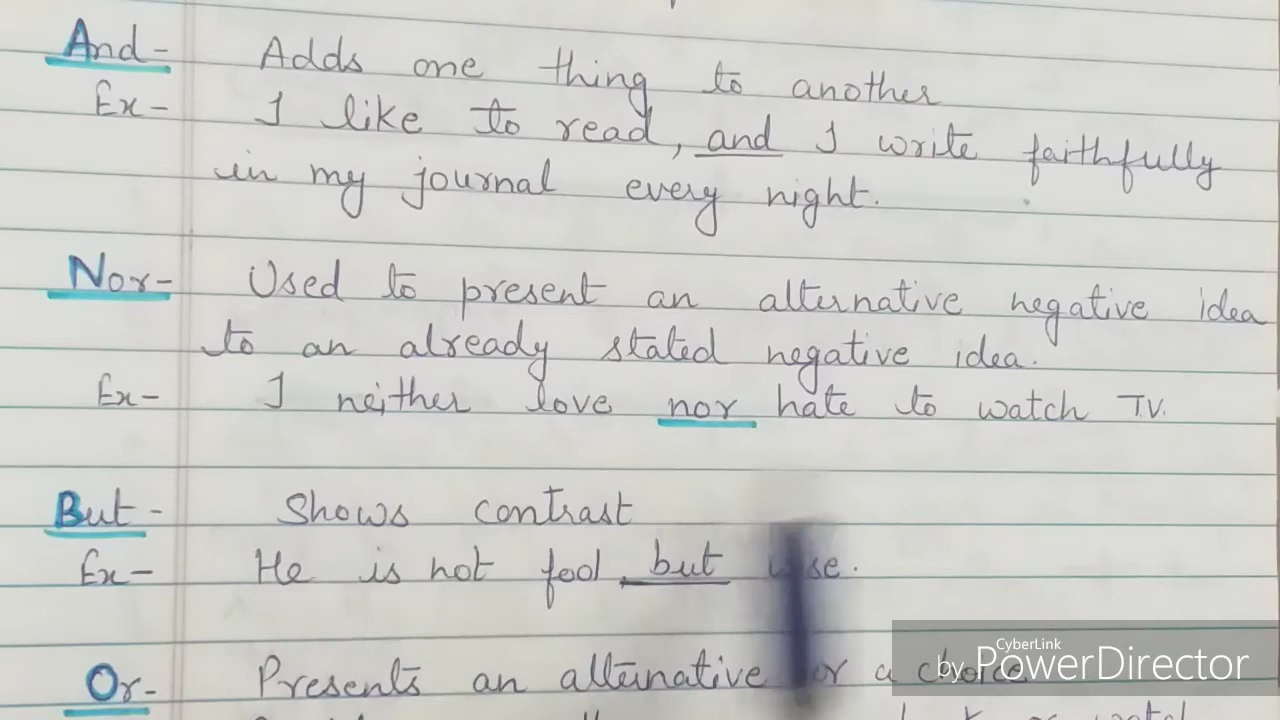 And- Adds one thing to another
Ex- I like to read, and I write faithfully
in my journal every night.
Nor- Used to present an alternative negative idea
to an already stated negative idea.
Ex- I neither love nor hate to watch T.V.
But- Shows contrast
Ex- He is not fool, but wise.
Or- Presents an alternative or a choice
CyberLink
by PowerDirector